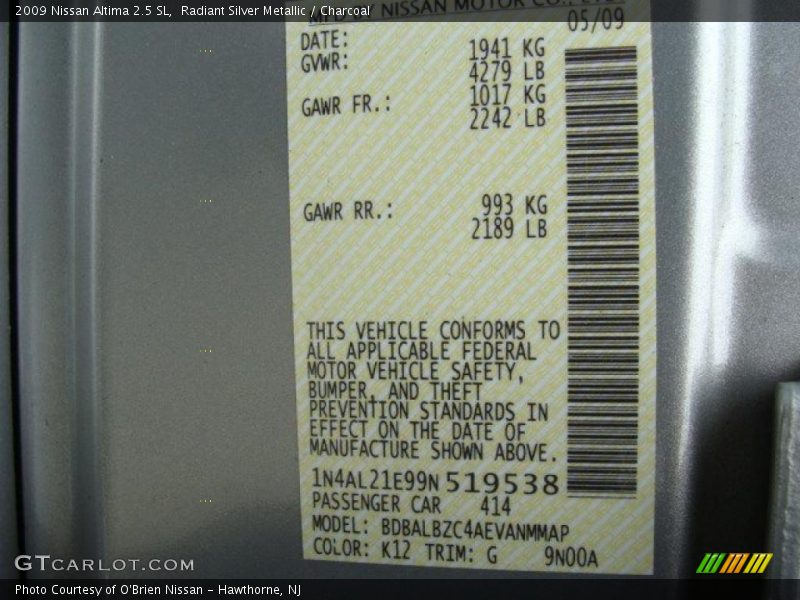 2009 Nissan Altima 2.5 SL,  Radiant Silver Metallic / Charcoal
MFD BY NISSAN MOTOR CO.,
DATE: 05/09
GVWR: 1941 KG
4279 LB
GAWR FR.: 1017 KG
2242 LB
GAWR RR.: 993 KG
2189 LB
THIS VEHICLE CONFORMS TO
ALL APPLICABLE FEDERAL
MOTOR VEHICLE SAFETY,
BUMPER, AND THEFT
PREVENTION STANDARDS IN
EFFECT ON THE DATE OF
MANUFACTURE SHOWN ABOVE.
1N4AL21E99N519538
PASSENGER CAR 414
MODEL: BDBALBZC4AEVANMMAP
COLOR: K12 TRIM: G 9N00A
GTCARLOT.COM
Photo Courtesy of O'Brien Nissan - Hawthorne, NJ